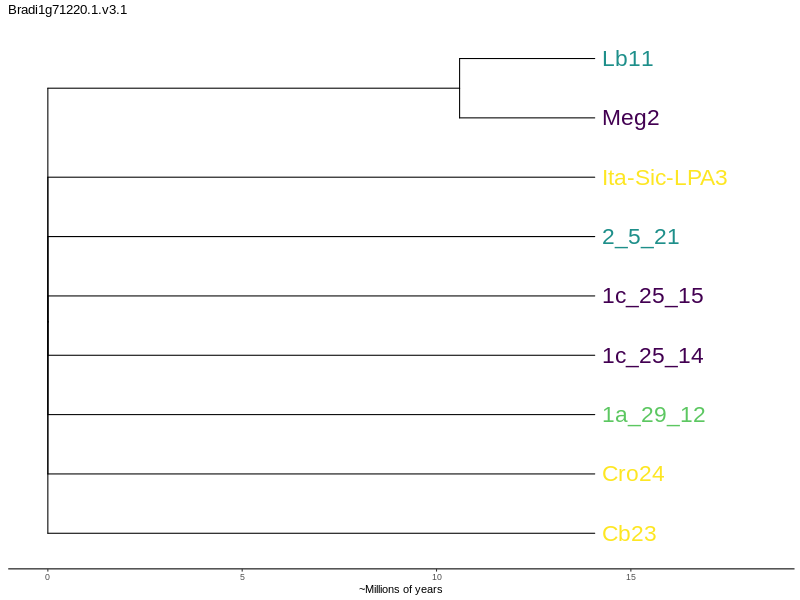 Bradi1g71220.1.v3.1
Lb11
Meg2
Ita-Sic-LPA3
2_5_21
1c_25_15
1c_25_14
1a_29_12
Cro24
Cb23
0 5 10 15
~Millions of years